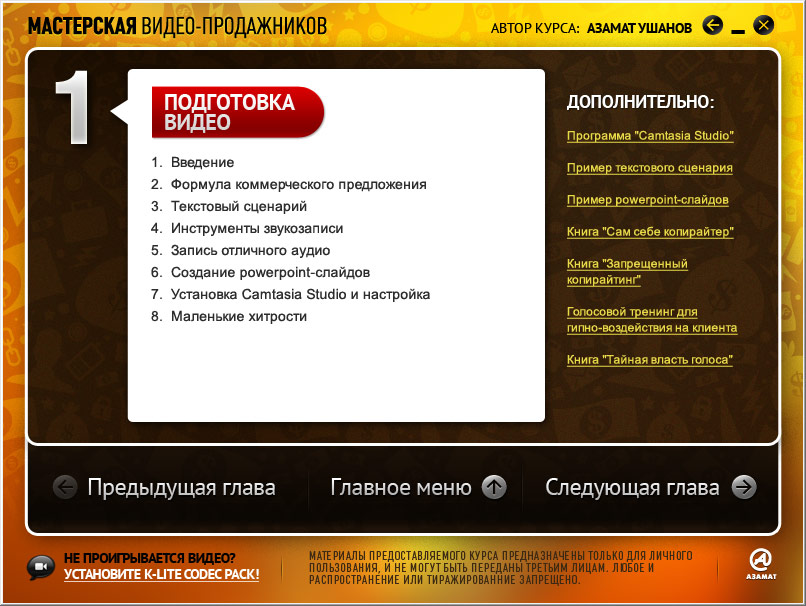 МАСТЕРСКАЯ ВИДЕО-ПРОДАЖНИКОВ
АВТОР КУРСА: АЗАМАТ УШАНОВ
1
ПОДГОТОВКА
ВИДЕО
1. Введение
2. Формула коммерческого предложения
3. Текстовый сценарий
4. Инструменты звукозаписи
5. Запись отличного аудио
6. Создание powerpoint-слайдов
7. Установка Camtasia Studio и настройка
8. Маленькие хитрости
ДОПОЛНИТЕЛЬНО:
Программа "Camtasia Studio"
Пример текстового сценария
Пример powerpoint-слайдов
Книга "Сам себе копирайтер"
Книга "Запрещенный
копирайтинг"
Голосовой тренинг для
гипно-воздействия на клиента
Книга "Тайная власть голоса"
Предыдущая глава
Главное меню
Следующая глава
НЕ ПРОИГРЫВАЕТСЯ ВИДЕО?
УСТАНОВИТЕ K-LITE CODEC PACK!
МАТЕРИАЛЫ ПРЕДОСТАВЛЯЕМОГО КУРСА ПРЕДНАЗНАЧЕНЫ ТОЛЬКО ДЛЯ ЛИЧНОГО
ПОЛЬЗОВАНИЯ, И НЕ МОГУТ БЫТЬ ПЕРЕДАНЫ ТРЕТЬИМ ЛИЦАМ. ЛЮБОЕ И
РАСПРОСТРАНЕНИЕ ИЛИ ТИРАЖИРОВАННИЕ ЗАПРЕЩЕНО.
АЗАМАТ